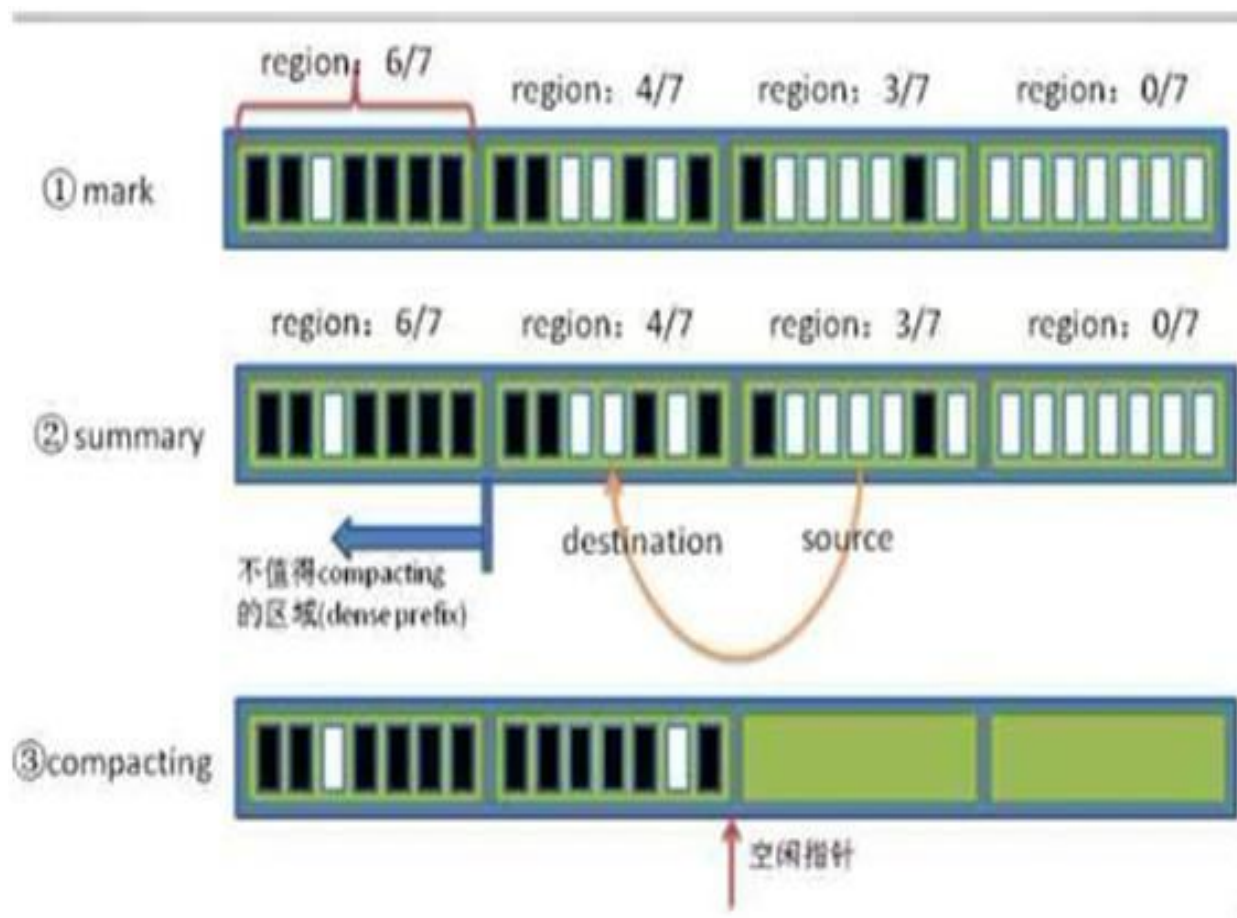 region：6/7
region：4/7
region：3/7
region：0/7
①mark
region：6/7
region：4/7
region：3/7
region：0/7
②summary
destination
source
不值得compacting
的区域(dense prefix)
③compacting
空闲指针